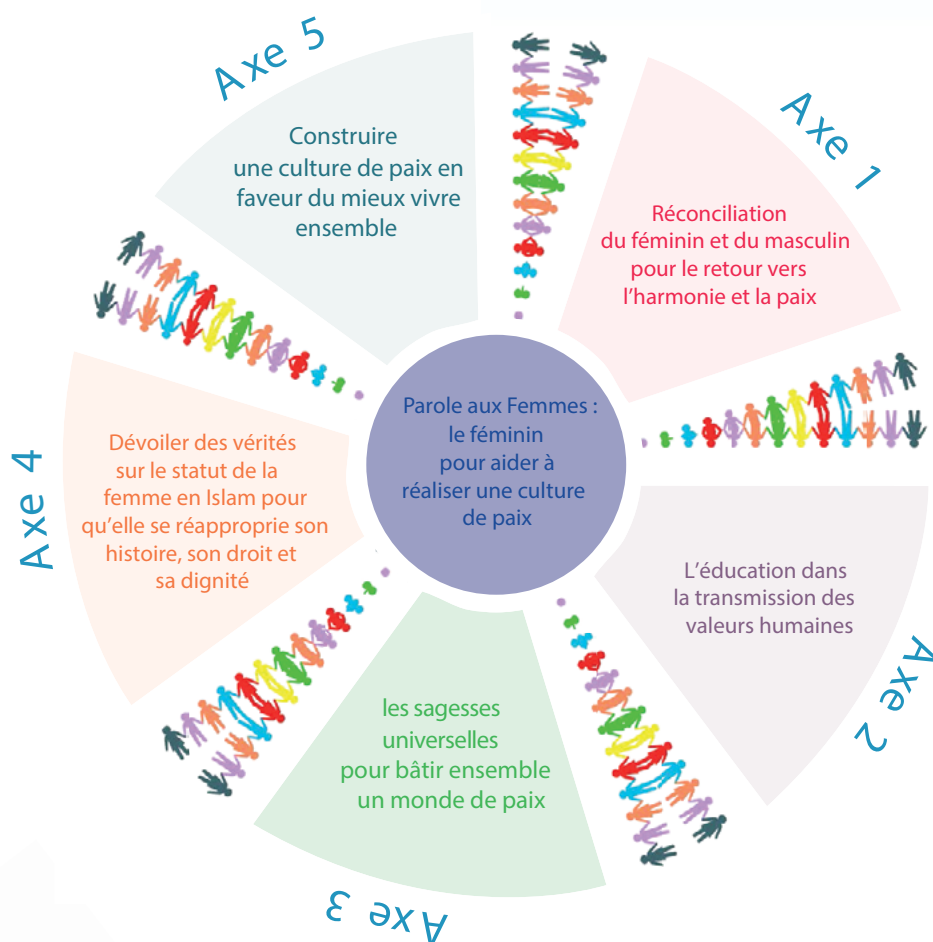 Parole aux Femmes :
le féminin
pour aider à
réaliser une culture
de paix
Axe 1
Réconciliation
du féminin et du masculin
pour le retour vers
l'harmonie et la paix
Axe 2
L'éducation dans
la transmission des
valeurs humaines
Axe 3
les sagesses
universelles
pour bâtir ensemble
un monde de paix
Axe 4
Dévoiler des vérités
sur le statut de la
femme en Islam pour
qu'elle se réapproprie son
histoire, son droit et
sa dignité
Axe 5
Construire
une culture de paix en
faveur du mieux vivre
ensemble